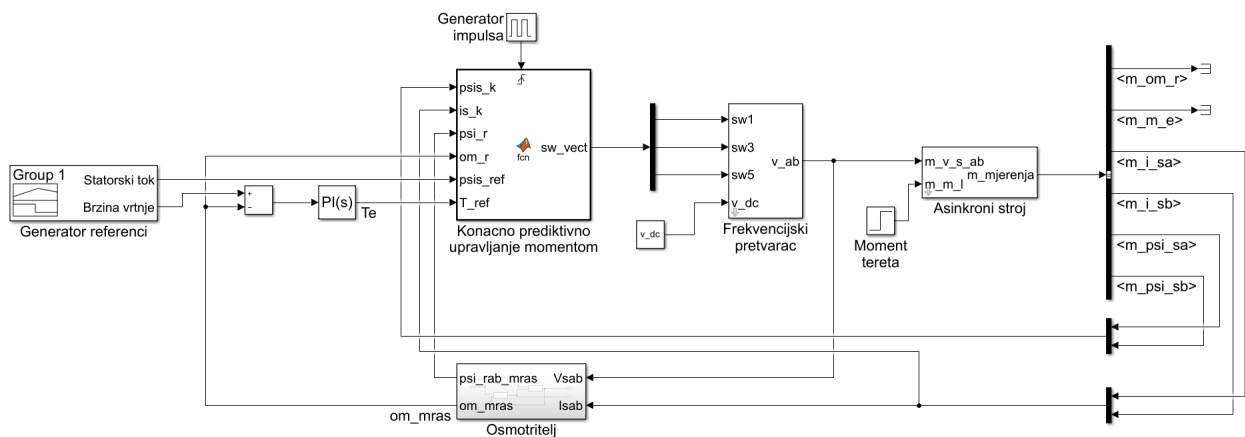 Generator
impulsa
psis_k
is_k
psi_r
om_r
psis_ref
T_ref
fcn
sw_vect
Konacno prediktivno
upravljanje momentom
Group 1
Statorski tok
Brzina vrtnje
Generator referenci
+
−
PI(s)
Te
sw1
sw3
sw5
v_dc
v_ab
Frekvencijski
pretvarac
v_dc
m_v_s_ab
m_m_l
m_mjerenja
Asinkroni stroj
Moment
tereta
<m_om_r>
<m_m_e>
<m_i_sa>
<m_i_sb>
<m_psi_sa>
<m_psi_sb>
psi_rab_mras
om_mras
Vsab
Isab
om_mras
Osmotritelj